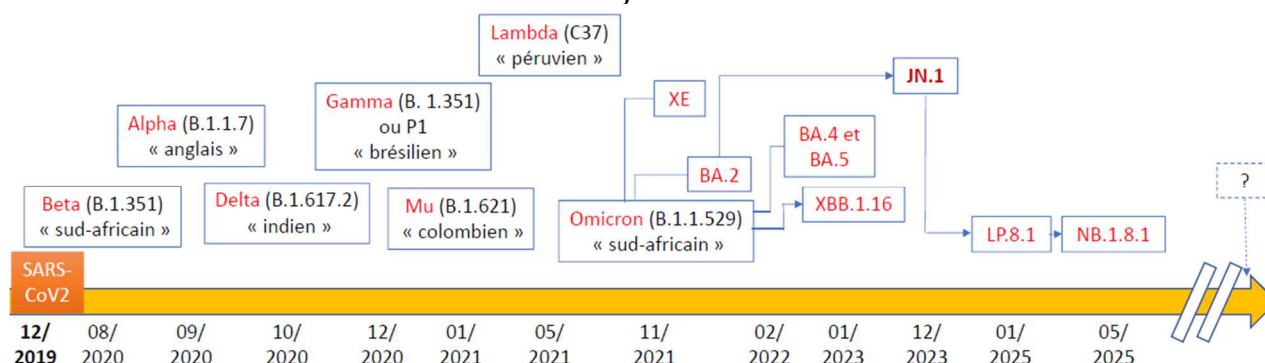 Lambda (C37)
« péruvien »
JN.1
Gamma (B. 1.351)
ou P1
« brésilien »
XE
Alpha (B.1.1.7)
« anglais »
BA.4 et
BA.5
BA.2
?
Beta (B.1.351)
« sud-africain »
Delta (B.1.617.2)
« indien »
Mu (B.1.621)
« colombien »
Omicron (B.1.1.529)
« sud-africain »
XBB.1.16
LP.8.1
NB.1.8.1
SARS-
CoV2
12/
2019
08/
2020
09/
2020
10/
2020
12/
2020
01/
2021
05/
2021
11/
2021
02/
2022
01/
2023
12/
2023
01/
2025
05/
2025